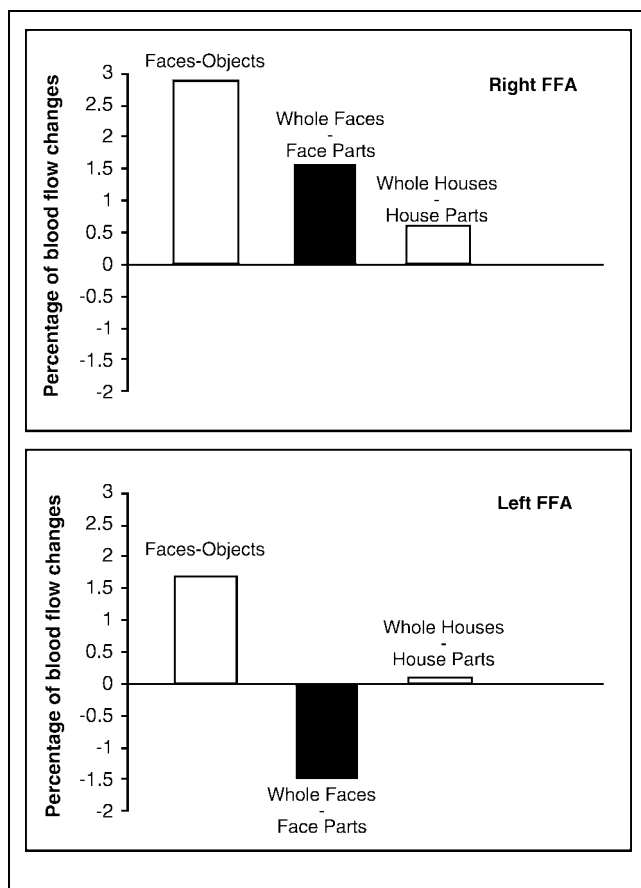 Faces-Objects
Right FFA
Whole Faces
-
Face Parts
Whole Houses
-
House Parts
Percentage of blood flow changes
3
2.5
2
1.5
1
0.5
0
-0.5
-1
-1.5
-2
Left FFA
Faces-Objects
Whole Houses
-
House Parts
Whole Faces
-
Face Parts
Percentage of blood flow changes
3
2.5
2
1.5
1
0.5
0
-0.5
-1
-1.5
-2